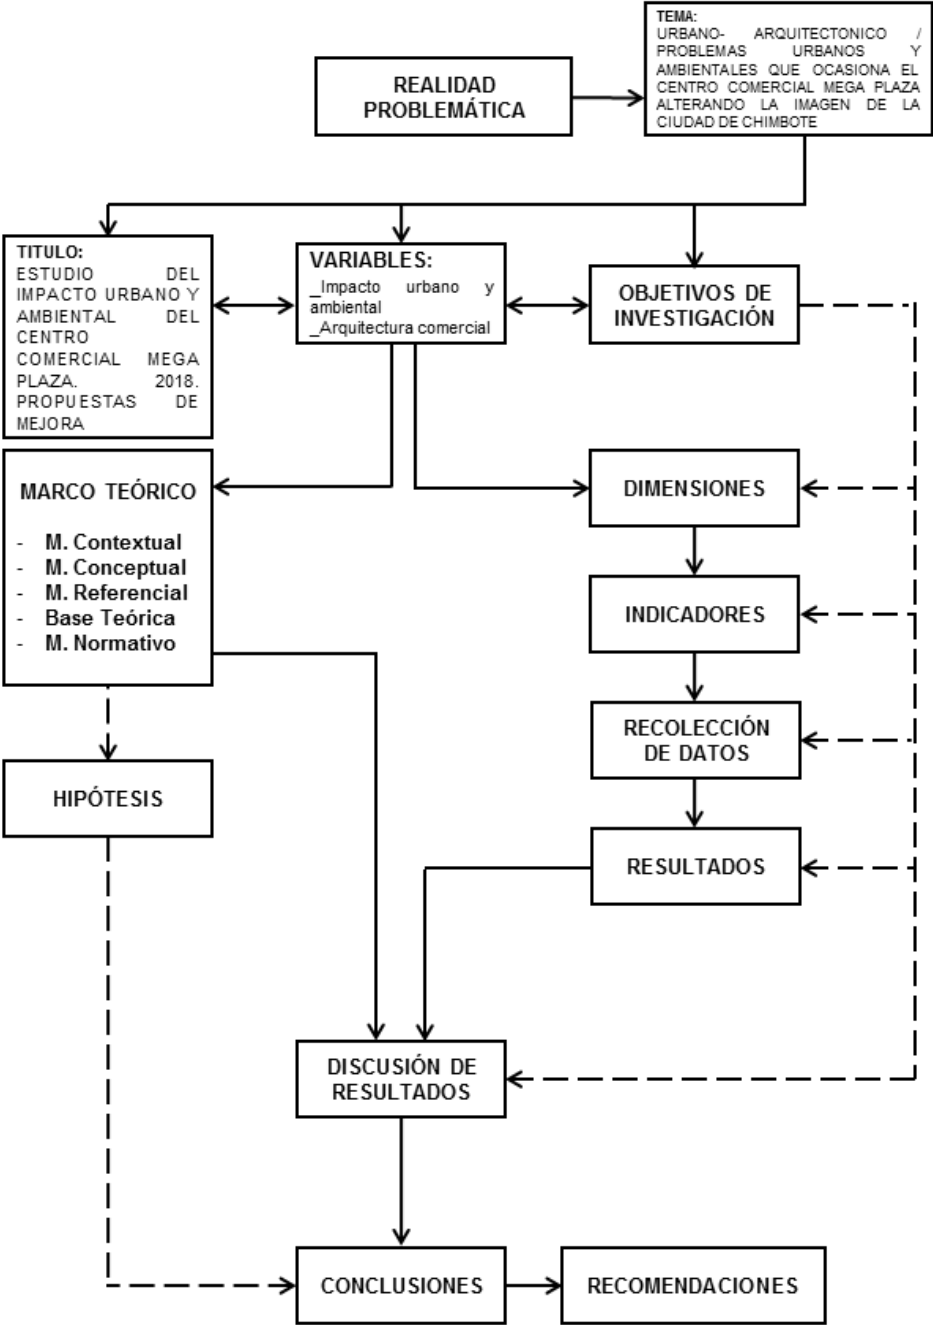 REALIDAD
PROBLEMÁTICA
TEMA:
URBANO- ARQUITECTONICO /
PROBLEMAS URBANOS Y
AMBIENTALES QUE OCASIONA EL
CENTRO COMERCIAL MEGA PLAZA
ALTERANDO LA IMAGEN DE LA
CIUDAD DE CHIMBOTE
TITULO:
ESTUDIO DEL
IMPACTO URBANO Y
AMBIENTAL DEL
CENTRO
COMERCIAL MEGA
PLAZA. 2018.
PROPUESTAS DE
MEJORA
VARIABLES:
_Impacto urbano y
ambiental
_Arquitectura comercial
OBJETIVOS DE
INVESTIGACIÓN
MARCO TEÓRICO
- M. Contextual
- M. Conceptual
- M. Referencial
- Base Teórica
- M. Normativo
DIMENSIONES
INDICADORES
RECOLECCIÓN
DE DATOS
HIPÓTESIS
RESULTADOS
DISCUSIÓN DE
RESULTADOS
CONCLUSIONES
RECOMENDACIONES